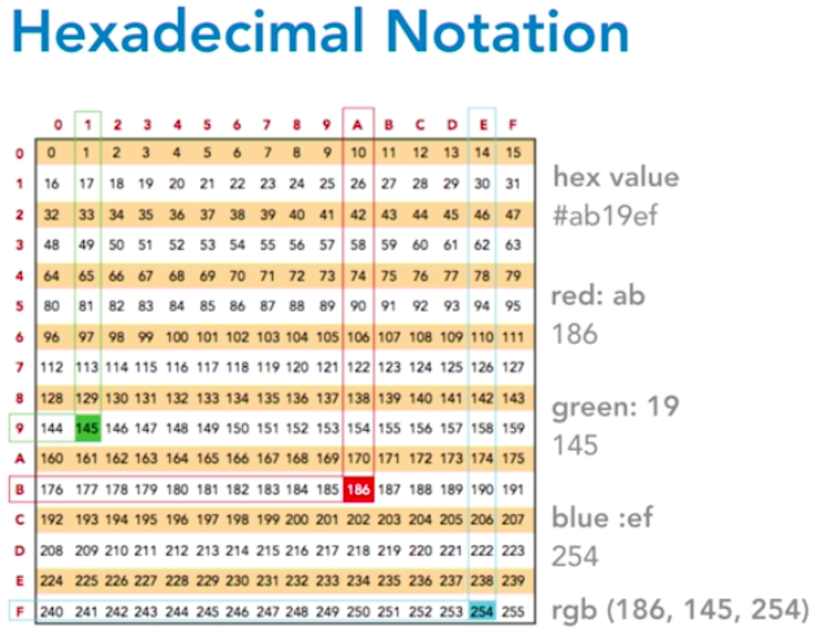 Hexadecimal Notation
0 1 2 3 4 5 6 7 8 9 A B C D E F
0 0 1 2 3 4 5 6 7 8 9 10 11 12 13 14 15
1 16 17 18 19 20 21 22 23 24 25 26 27 28 29 30 31
2 32 33 34 35 36 37 38 39 40 41 42 43 44 45 46 47
3 48 49 50 51 52 53 54 55 56 57 58 59 60 61 62 63
4 64 65 66 67 68 69 70 71 72 73 74 75 76 77 78 79
5 80 81 82 83 84 85 86 87 88 89 90 91 92 93 94 95
6 96 97 98 99 100 101 102 103 104 105 106 107 108 109 110 111
7 112 113 114 115 116 117 118 119 120 121 122 123 124 125 126 127
8 128 129 130 131 132 133 134 135 136 137 138 139 140 141 142 143
9 144 145 146 147 148 149 150 151 152 153 154 155 156 157 158 159
A 160 161 162 163 164 165 166 167 168 169 170 171 172 173 174 175
B 176 177 178 179 180 181 182 183 184 185 186 187 188 189 190 191
C 192 193 194 195 196 197 198 199 200 201 202 203 204 205 206 207
D 208 209 210 211 212 213 214 215 216 217 218 219 220 221 222 223
E 224 225 226 227 228 229 230 231 232 233 234 235 236 237 238 239
F 240 241 242 243 244 245 246 247 248 249 250 251 252 253 254 255
hex value
#ab19ef
red: ab
186
green: 19
145
blue :ef
254
rgb (186, 145, 254)